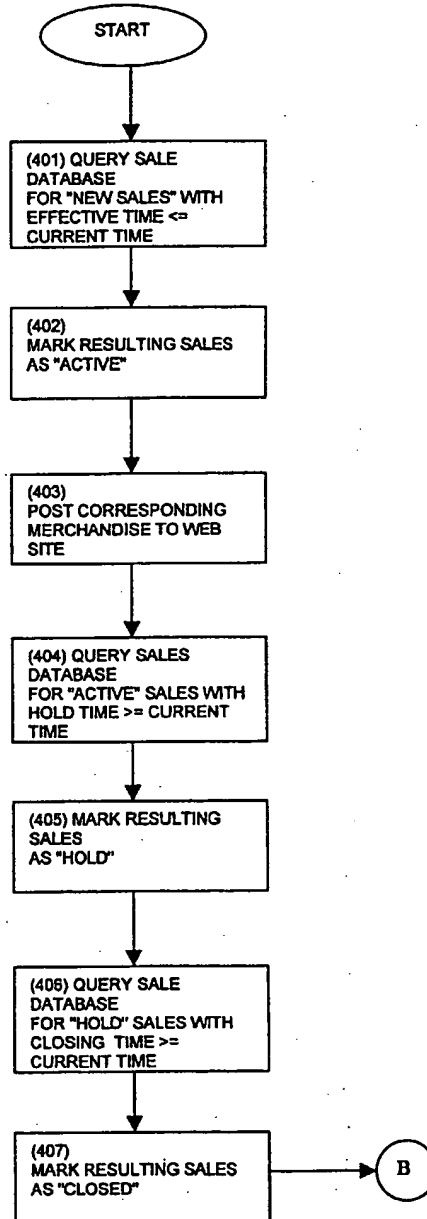 START
(401) QUERY SALE
DATABASE
FOR "NEW SALES" WITH
EFFECTIVE TIME <=
CURRENT TIME
(402)
MARK RESULTING SALES
AS "ACTIVE"
(403)
POST CORRESPONDING
MERCHANDISE TO WEB
SITE
(404) QUERY SALES
DATABASE
FOR "ACTIVE" SALES WITH
HOLD TIME >= CURRENT
TIME
(405) MARK RESULTING
SALES
AS "HOLD"
(406) QUERY SALE
DATABASE
FOR "HOLD" SALES WITH
CLOSING TIME >=
CURRENT TIME
(407)
MARK RESULTING SALES
AS "CLOSED"
B